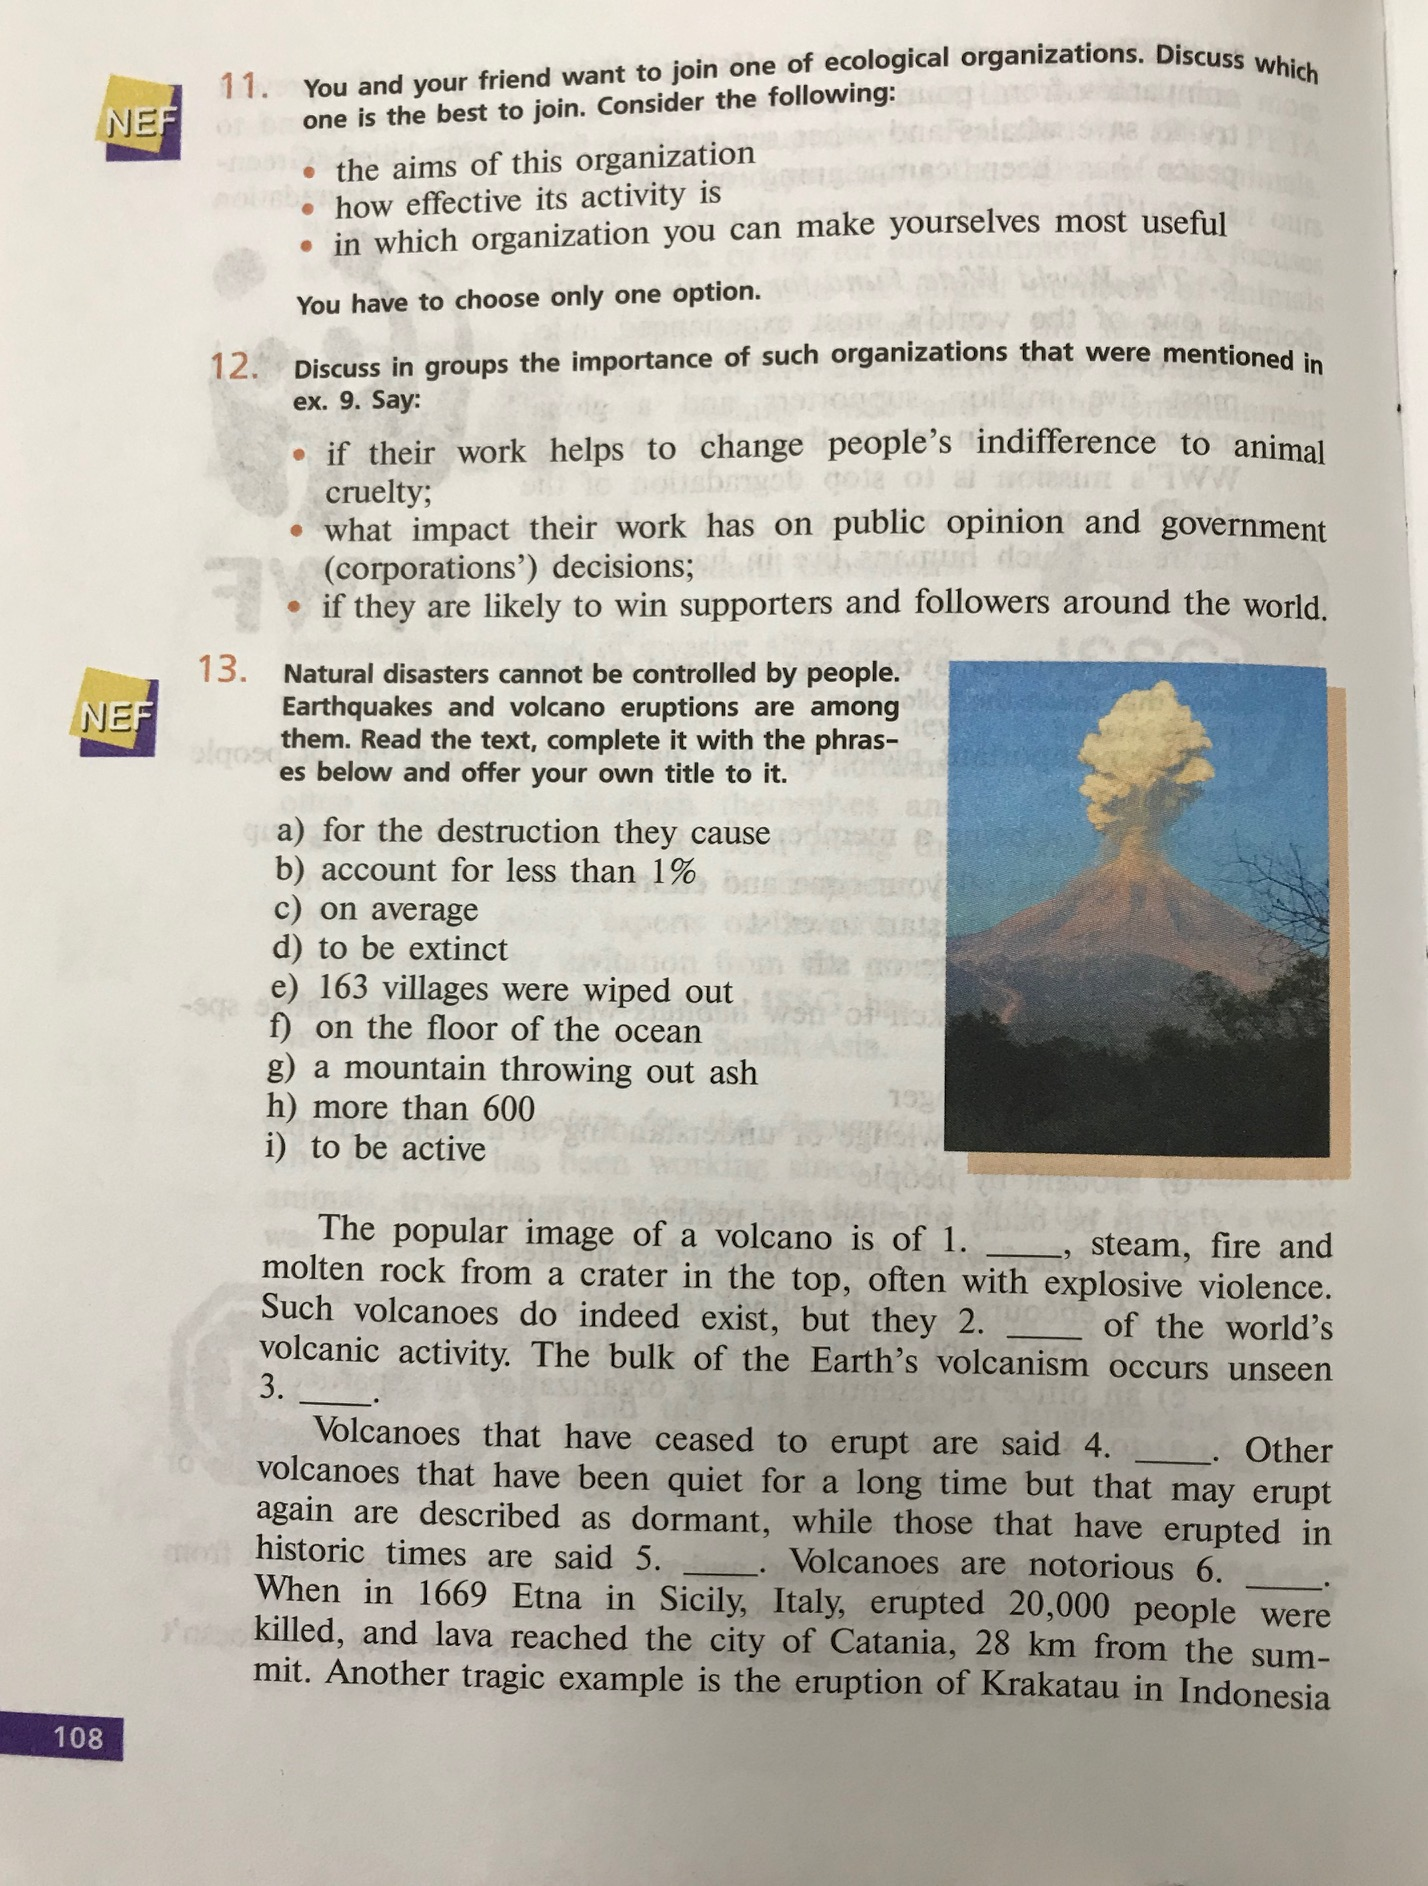 NEF
11. You and your friend want to join one of ecological organizations. Discuss which
one is the best to join. Consider the following:
• the aims of this organization
• how effective its activity is
• in which organization you can make yourselves most useful
You have to choose only one option.
12. Discuss in groups the importance of such organizations that were mentioned in
ex. 9. Say:
• if their work helps to change people's indifference to animal
cruelty;
• what impact their work has on public opinion and government
(corporations') decisions;
• if they are likely to win supporters and followers around the world.
NEF
13. Natural disasters cannot be controlled by people.
Earthquakes and volcano eruptions are among
them. Read the text, complete it with the phras-
es below and offer your own title to it.
a) for the destruction they cause
b) account for less than 1%
c) on average
d) to be extinct
e) 163 villages were wiped out
f) on the floor of the ocean
g) a mountain throwing out ash
h) more than 600
i) to be active
The popular image of a volcano is of 1. ____, steam, fire and
molten rock from a crater in the top, often with explosive violence.
Such volcanoes do indeed exist, but they 2. ____ of the world's
volcanic activity. The bulk of the Earth's volcanism occurs unseen
3. ____.
Volcanoes that have ceased to erupt are said 4. ____. Other
volcanoes that have been quiet for a long time but that may erupt
again are described as dormant, while those that have erupted in
historic times are said 5. ____. Volcanoes are notorious 6. ____.
When in 1669 Etna in Sicily, Italy, erupted 20,000 people were
killed, and lava reached the city of Catania, 28 km from the sum-
mit. Another tragic example is the eruption of Krakatau in Indonesia
108